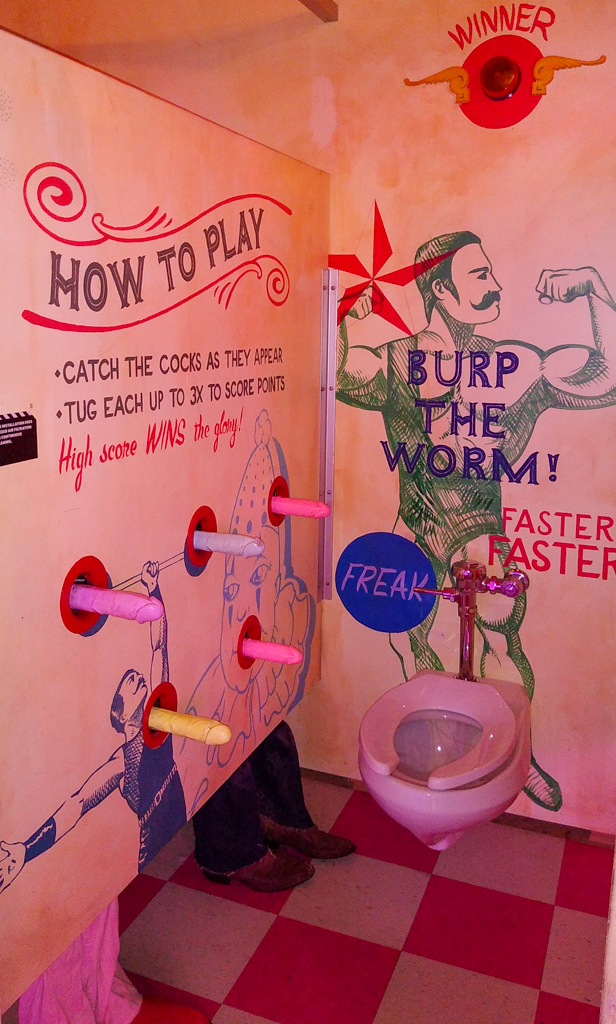 WINNER
HOW TO PLAY
•CATCH THE COCKS AS THEY APPEAR
•TUG EACH UP TO 3X TO SCORE POINTS
High score WINS the glory!
BURP
THE
WORM!
FASTER
FASTER
FREAK